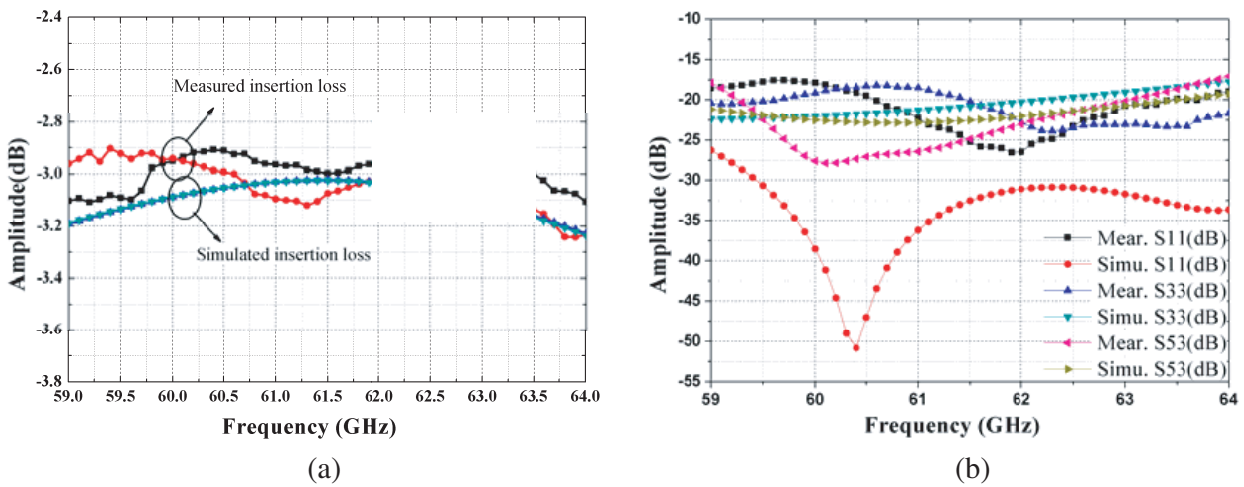 -2.4
-2.6
-2.8
-3.0
-3.2
-3.4
-3.6
-3.8
Amplitude(dB)
Measured insertion loss
Simulated insertion loss
59.0 59.5 60.0 60.5 61.0 61.5 62.0 62.5 63.0 63.5 64.0
Frequency (GHz)
(a)
-10
-15
-20
-25
-30
-35
-40
-45
-50
-55
Amplitude (dB)
Mear. S11(dB)
Simu. S11(dB)
Mear. S33(dB)
Simu. S33(dB)
Mear. S53(dB)
Simu. S53(dB)
59 60 61 62 63 64
Frequency (GHz)
(b)